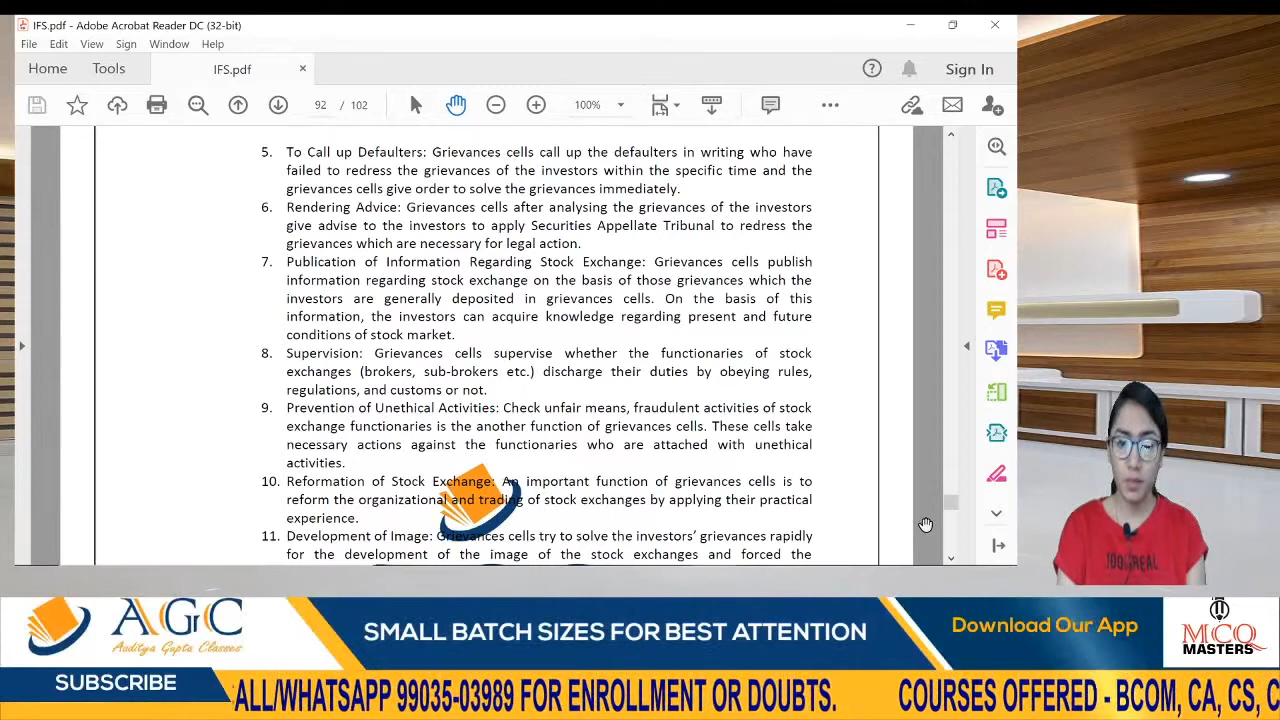 IFS.pdf - Adobe Acrobat Reader DC (32-bit)
File Edit View Sign Window Help
Home Tools IFS.pdf × Sign In
92 / 102 100%
5. To Call up Defaulters: Grievances cells call up the defaulters in writing who have
failed to redress the grievances of the investors within the specific time and the
grievances cells give order to solve the grievances immediately.
6. Rendering Advice: Grievances cells after analysing the grievances of the investors
give advise to the investors to apply Securities Appellate Tribunal to redress the
grievances which are necessary for legal action.
7. Publication of Information Regarding Stock Exchange: Grievances cells publish
information regarding stock exchange on the basis of those grievances which the
investors are generally deposited in grievances cells. On the basis of this
information, the investors can acquire knowledge regarding present and future
conditions of stock market.
8. Supervision: Grievances cells supervise whether the functionaries of stock
exchanges (brokers, sub-brokers etc.) discharge their duties by obeying rules,
regulations, and customs or not.
9. Prevention of Unethical Activities: Check unfair means, fraudulent activities of stock
exchange functionaries is the another function of grievances cells. These cells take
necessary actions against the functionaries who are attached with unethical
activities.
10. Reformation of Stock Exchange: An important function of grievances cells is to
reform the organizational and trading of stock exchanges by applying their practical
experience.
11. Development of Image: Grievances cells try to solve the investors' grievances rapidly
for the development of the image of the stock exchanges and forced the
AGC
Aaditya Gupta Classes
SMALL BATCH SIZES FOR BEST ATTENTION
Download Our App
MCQ
MASTERS
SUBSCRIBE
ALL/WHATSAPP 99035-03989 FOR ENROLLMENT OR DOUBTS. COURSES OFFERED - BCOM, CA, CS, C